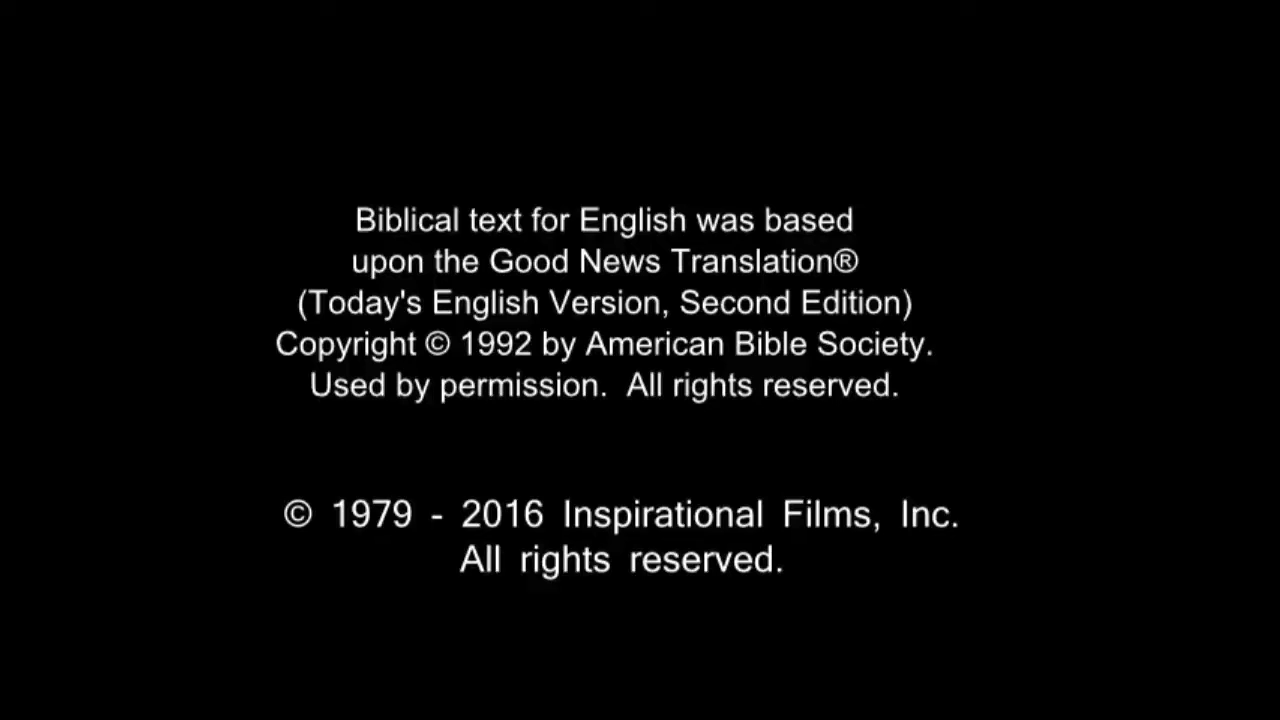 Biblical text for English was based
upon the Good News Translation®
(Today's English Version, Second Edition)
Copyright © 1992 by American Bible Society.
Used by permission.  All rights reserved.
© 1979 - 2016 Inspirational Films, Inc.
All rights reserved.